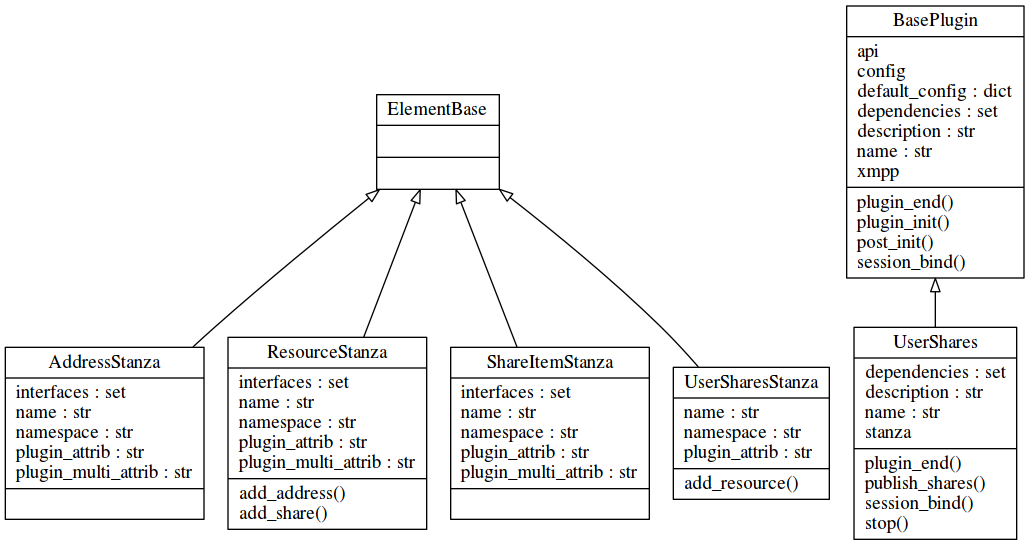 BasePlugin
api
config
default_config : dict
dependencies : set
description : str
name : str
xmpp
plugin_end()
plugin_init()
post_init()
session_bind()
ElementBase
AddressStanza
interfaces : set
name : str
namespace : str
plugin_attrib : str
plugin_multi_attrib : str
ResourceStanza
interfaces : set
name : str
namespace : str
plugin_attrib : str
plugin_multi_attrib : str
add_address()
add_share()
ShareItemStanza
interfaces : set
name : str
namespace : str
plugin_attrib : str
plugin_multi_attrib : str
UserSharesStanza
name : str
namespace : str
plugin_attrib : str
add_resource()
UserShares
dependencies : set
description : str
name : str
stanza
plugin_end()
publish_shares()
session_bind()
stop()